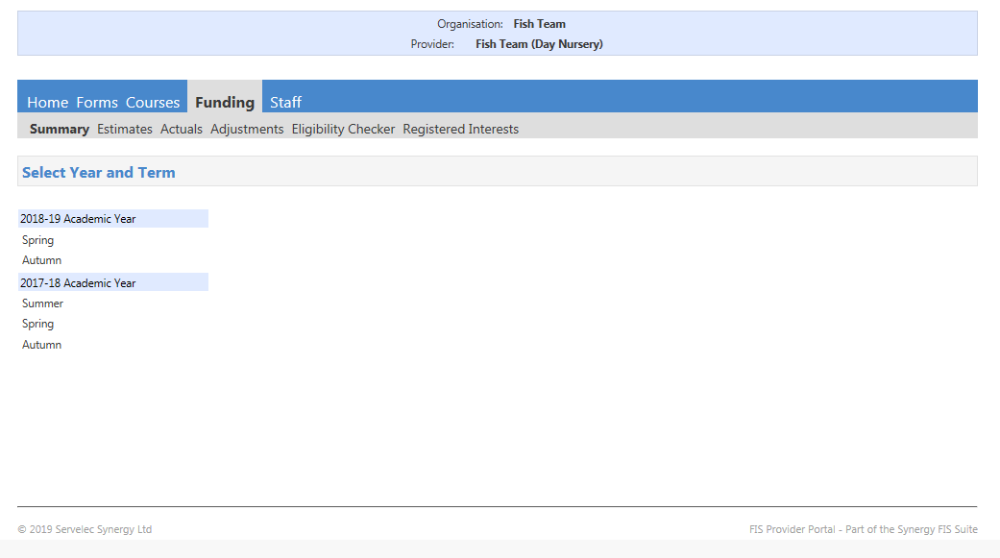 Organisation: Fish Team
Provider: Fish Team (Day Nursery)
Home Forms Courses Funding Staff
Summary Estimates Actuals Adjustments Eligibility Checker Registered Interests
Select Year and Term
2018-19 Academic Year
Spring
Autumn
2017-18 Academic Year
Summer
Spring
Autumn
© 2019 Servelec Synergy Ltd FIS Provider Portal - Part of the Synergy FIS Suite